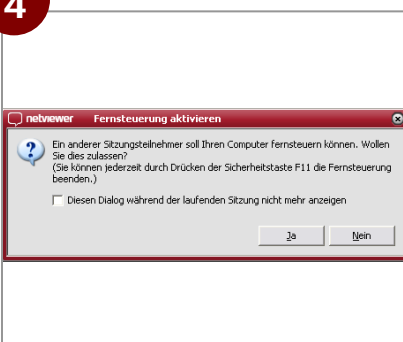 4
netviewer Fernsteuerung aktivieren
Ein anderer Sitzungsteilnehmer soll Ihren Computer fernsteuern können. Wollen
Sie dies zulassen?
(Sie können jederzeit durch Drücken der Sicherheitstaste F11 die Fernsteuerung
beenden.)
Diesen Dialog während der laufenden Sitzung nicht mehr anzeigen
Ja Nein